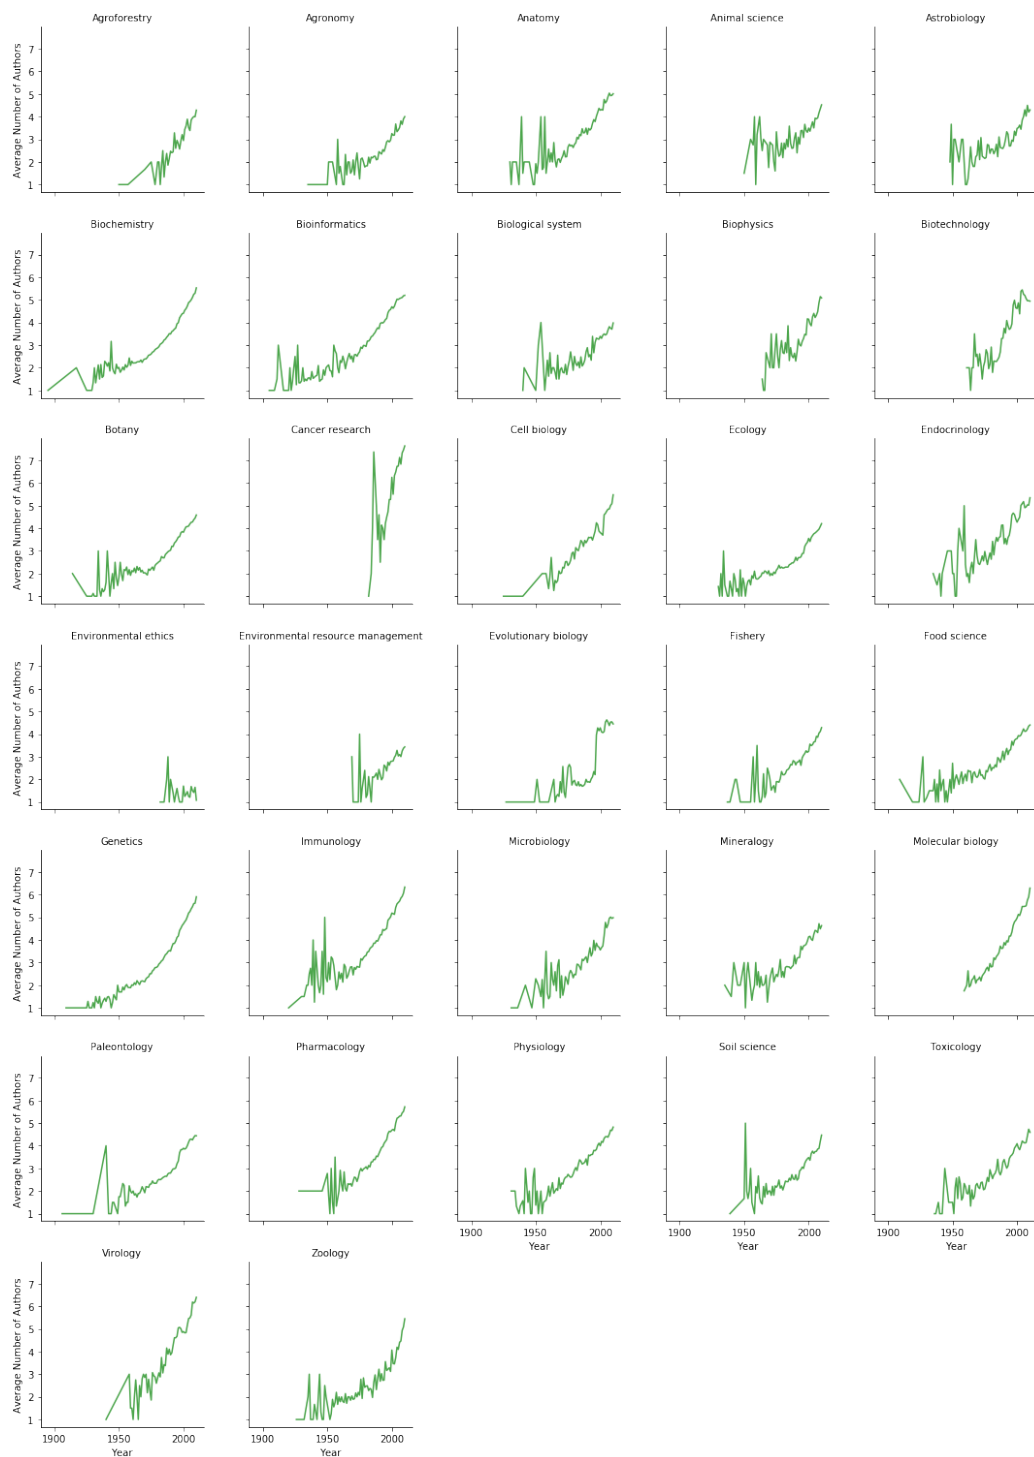 Agroforestry Agronomy Anatomy Animal science Astrobiology
Average Number of Authors
7
6
5
4
3
2
1
Biochemistry Bioinformatics Biological system Biophysics Biotechnology
Average Number of Authors
7
6
5
4
3
2
1
Botany Cancer research Cell biology Ecology Endocrinology
Average Number of Authors
7
6
5
4
3
2
1
Environmental ethics Environmental resource management Evolutionary biology Fishery Food science
Average Number of Authors
7
6
5
4
3
2
1
Genetics Immunology Microbiology Mineralogy Molecular biology
Average Number of Authors
7
6
5
4
3
2
1
Paleontology Pharmacology Physiology Soil science Toxicology
Average Number of Authors
7
6
5
4
3
2
1
1900 1950 2000 1900 1950 2000 1900 1950 2000
Year Year Year
Virology Zoology
Average Number of Authors
7
6
5
4
3
2
1
1900 1950 2000 1900 1950 2000
Year Year